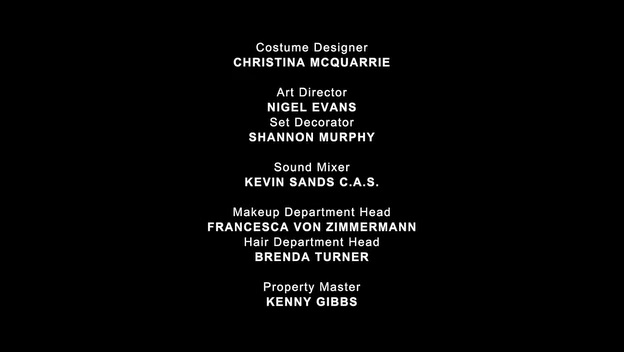 Costume Designer
CHRISTINA MCQUARRIE
Art Director
NIGEL EVANS
Set Decorator
SHANNON MURPHY
Sound Mixer
KEVIN SANDS C.A.S.
Makeup Department Head
FRANCESCA VON ZIMMERMANN
Hair Department Head
BRENDA TURNER
Property Master
KENNY GIBBS